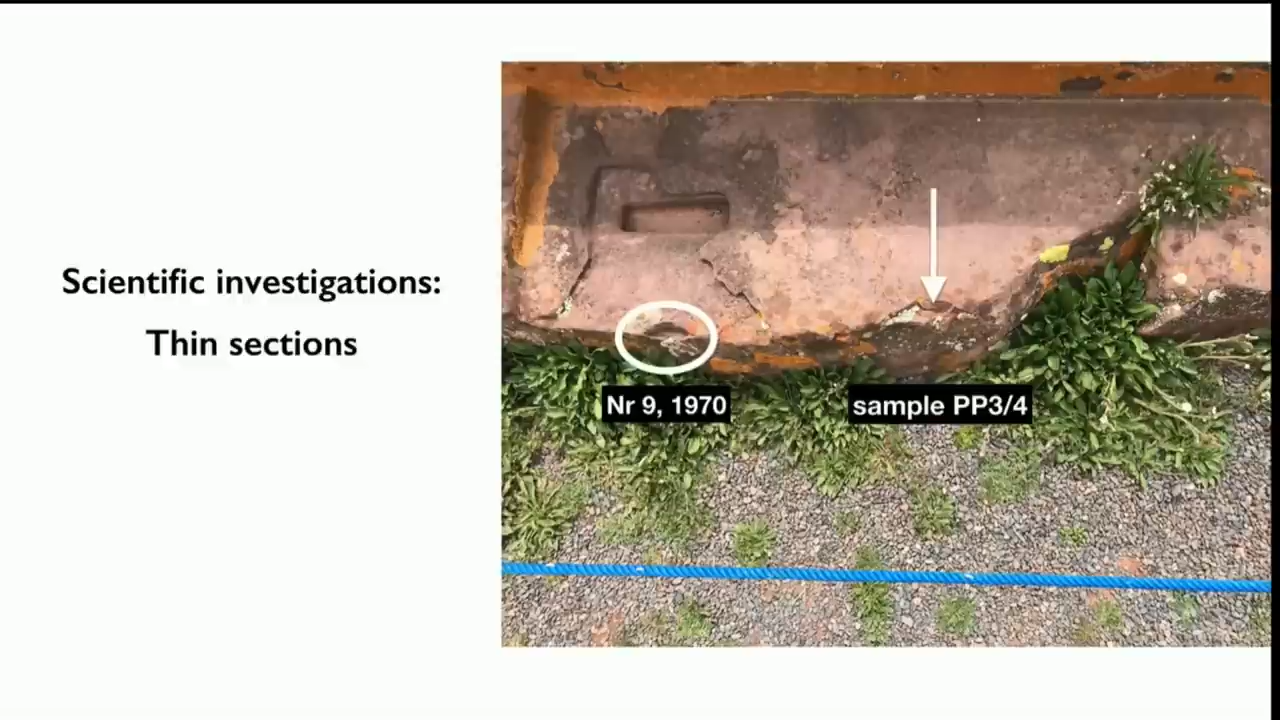 Scientific investigations:
Thin sections
Nr 9, 1970
sample PP3/4